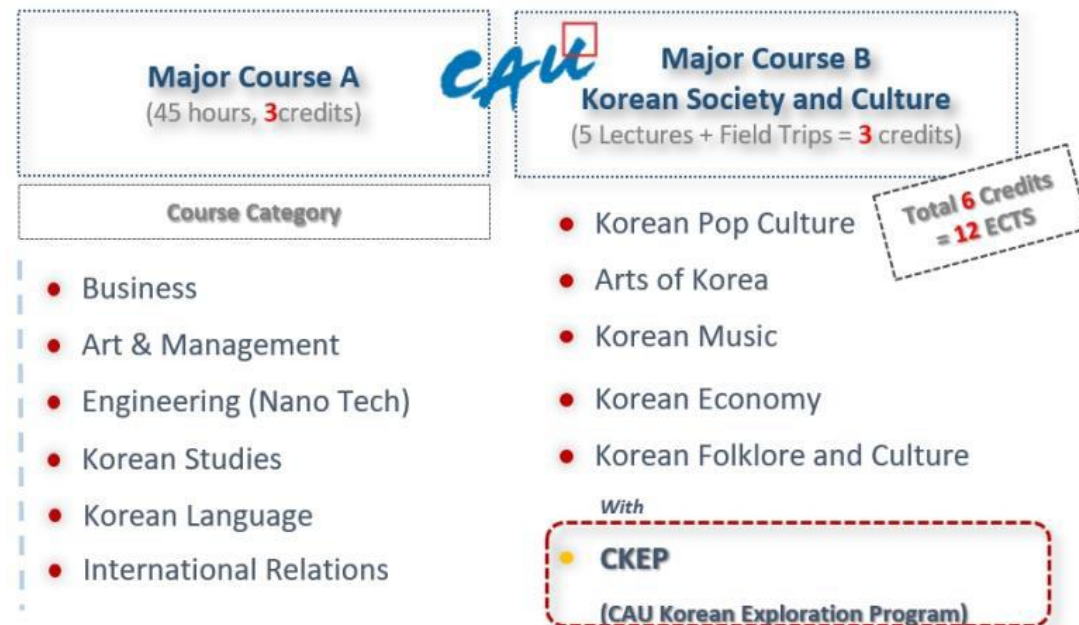 Major Course A
(45 hours, 3credits)
Course Category
Business
Art & Management
Engineering (Nano Tech)
Korean Studies
Korean Language
International Relations
CAU
Major Course B
Korean Society and Culture
(5 Lectures + Field Trips = 3 credits)
Total 6 Credits
= 12 ECTS
Korean Pop Culture
Arts of Korea
Korean Music
Korean Economy
Korean Folklore and Culture
With
CKEP
(CAU Korean Exploration Program)